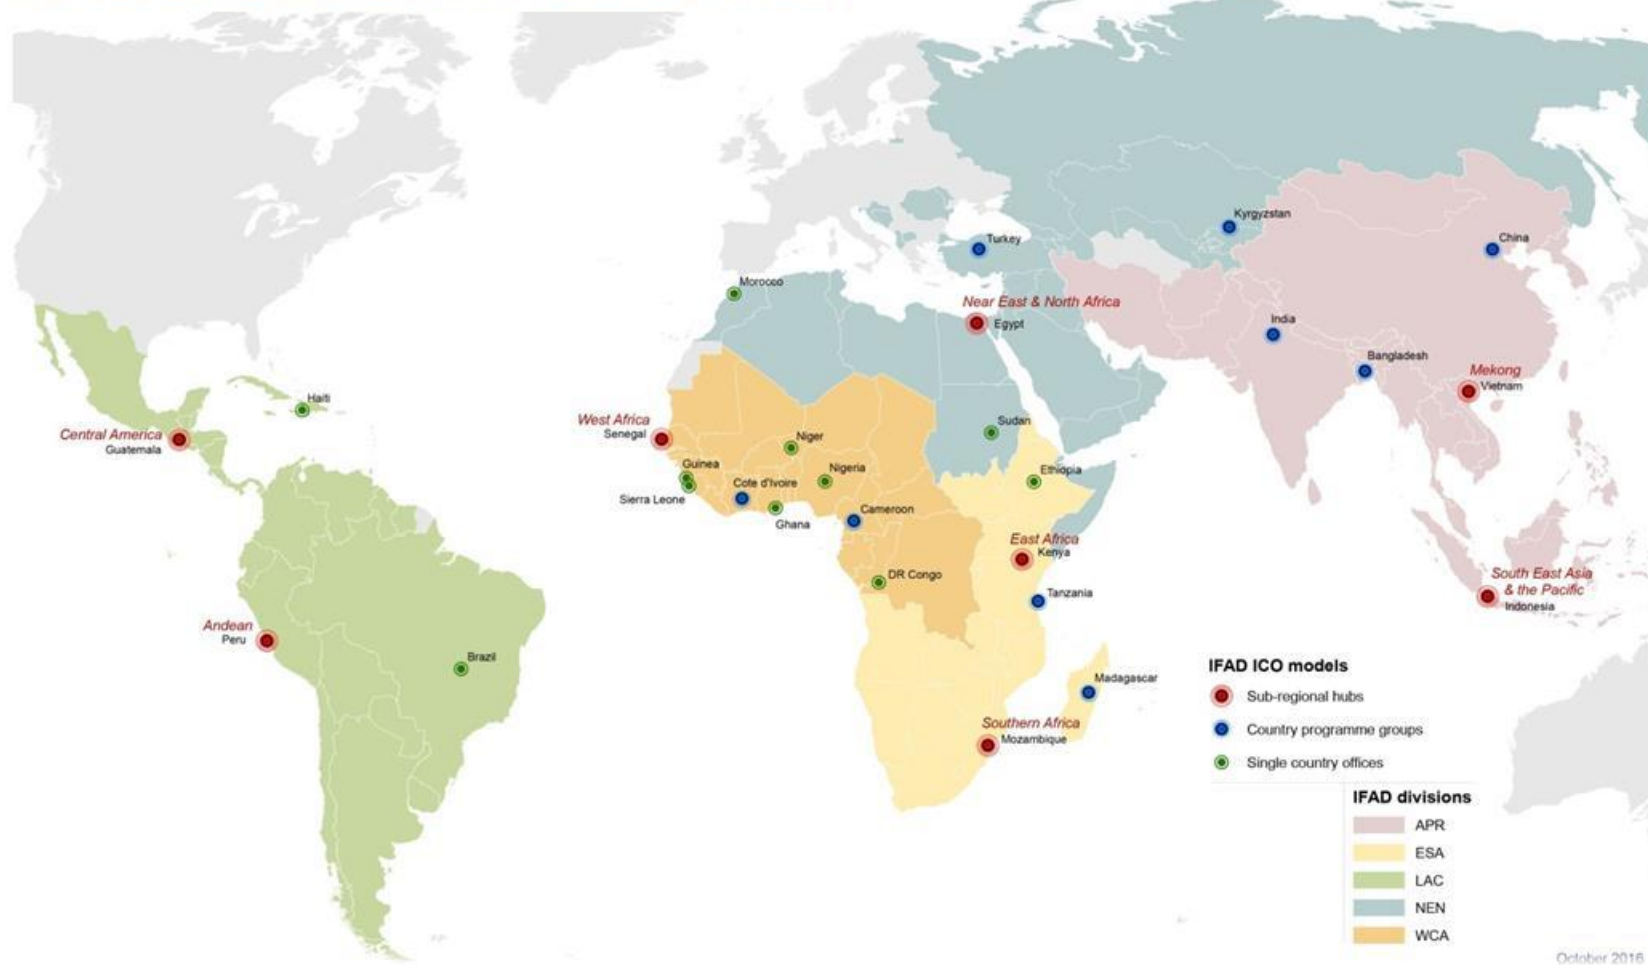 Kyrgyzstan
Turkey
China
Morocco
Near East & North Africa
Egypt
India
Bangladesh
Mekong
Vietnam
Haiti
Central America
Guatemala
West Africa
Senegal
Niger
Sudan
Guinea
Nigeria
Ethiopia
Cote d'Ivoire
Sierra Leone
Ghana
Cameroon
East Africa
Kenya
DR Congo
Tanzania
South East Asia
& the Pacific
Indonesia
Andean
Peru
Brazil
Madagascar
Southern Africa
Mozambique
IFAD ICO models
Sub-regional hubs
Country programme groups
Single country offices
IFAD divisions
APR
ESA
LAC
NEN
WCA
October 2016